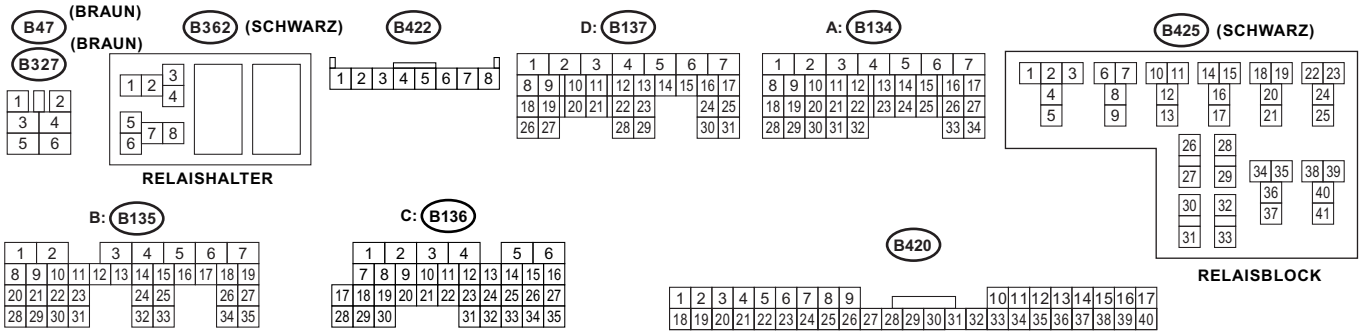 (BRAUN)
B47
(BRAUN)
B327
1 2
3 4
5 6
B362 (SCHWARZ)
3
1 2
4
5
7 8
6
RELAISHALTER
B422
1 2 3 4 5 6 7 8
D: B137
1 2 3 4 5 6 7
8 9 10 11 12 13 14 15 16 17
18 19 20 21 22 23 24 25
26 27 28 29 30 31
A: B134
1 2 3 4 5 6 7
8 9 10 11 12 13 14 15 16 17
18 19 20 21 22 23 24 25 26 27
28 29 30 31 32 33 34
B425 (SCHWARZ)
1 2 3 6 7 10 11 14 15 18 19 22 23
4 8 12 16 20 24
5 9 13 17 21 25
26 28
27 29 34 35 38 39
36 40
30 32 37 41
31 33
RELAISBLOCK
B: B135
1 2 3 4 5 6 7
8 9 10 11 12 13 14 15 16 17 18 19
20 21 22 23 24 25 26 27
28 29 30 31 32 33 34 35
C: B136
1 2 3 4 5 6
7 8 9 10 11 12 13 14 15 16
17 18 19 20 21 22 23 24 25 26 27
28 29 30 31 32 33 34 35
B420
1 2 3 4 5 6 7 8 9 10 11 12 13 14 15 16 17
18 19 20 21 22 23 24 25 26 27 28 29 30 31 32 33 34 35 36 37 38 39 40